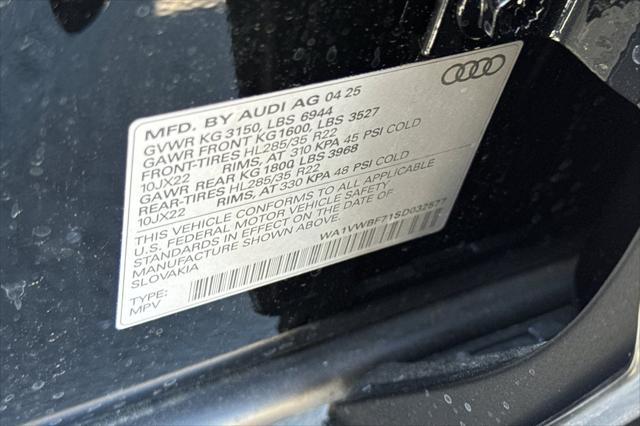 MFD. BY AUDI AG 04 25
GVWR KG 3150, LBS 6944
GAWR FRONT KG1600, LBS 3527
FRONT-TIRES HL285/35 R22
10JX22 RIMS, AT 310 KPA 45 PSI COLD
GAWR REAR KG 1800 LBS 3968
REAR-TIRES HL285/35 R22
10JX22 RIMS, AT 330 KPA 48 PSI COLD
THIS VEHICLE CONFORMS TO ALL APPLICABLE
U.S. FEDERAL MOTOR VEHICLE SAFETY
STANDARDS IN EFFECT ON THE DATE OF
MANUFACTURE SHOWN ABOVE.
SLOVAKIA
WA1VWBF71SD032577
TYPE:
MPV